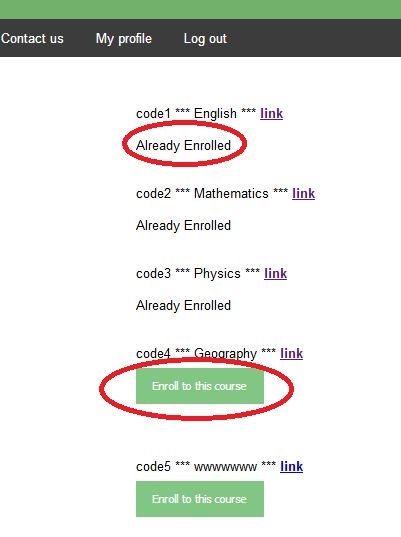 Contact us My profile Log out
code1 *** English *** link
Already Enrolled
code2 *** Mathematics *** link
Already Enrolled
code3 *** Physics *** link
Already Enrolled
code4 *** Geography *** link
Enroll to this course
code5 *** wwwwwww *** link
Enroll to this course